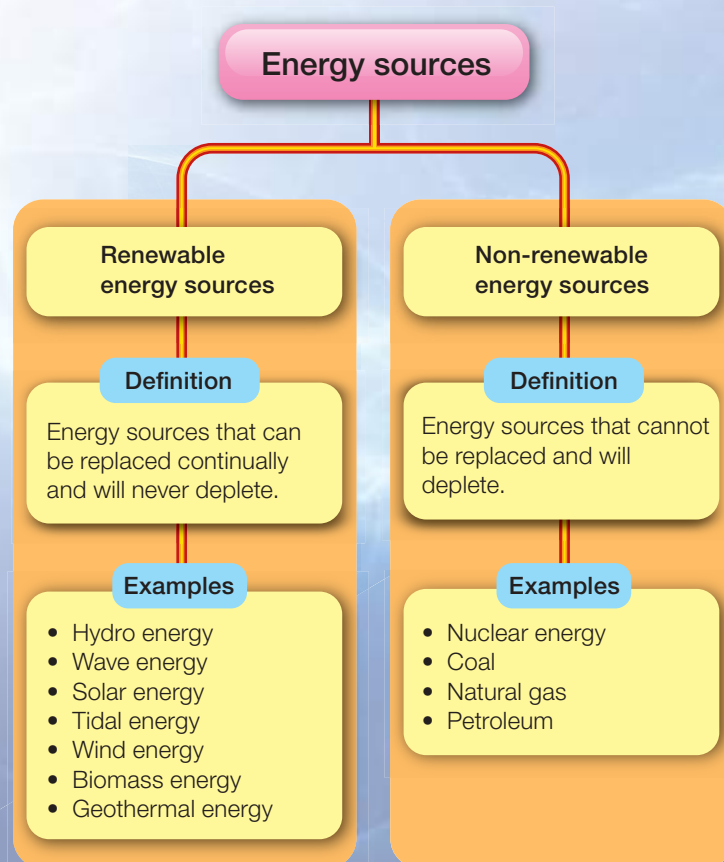 Energy sources
Renewable
energy sources
Definition
Energy sources that can
be replaced continually
and will never deplete.
Examples
• Hydro energy
• Wave energy
• Solar energy
• Tidal energy
• Wind energy
• Biomass energy
• Geothermal energy
Non-renewable
energy sources
Definition
Energy sources that cannot
be replaced and will
deplete.
Examples
• Nuclear energy
• Coal
• Natural gas
• Petroleum